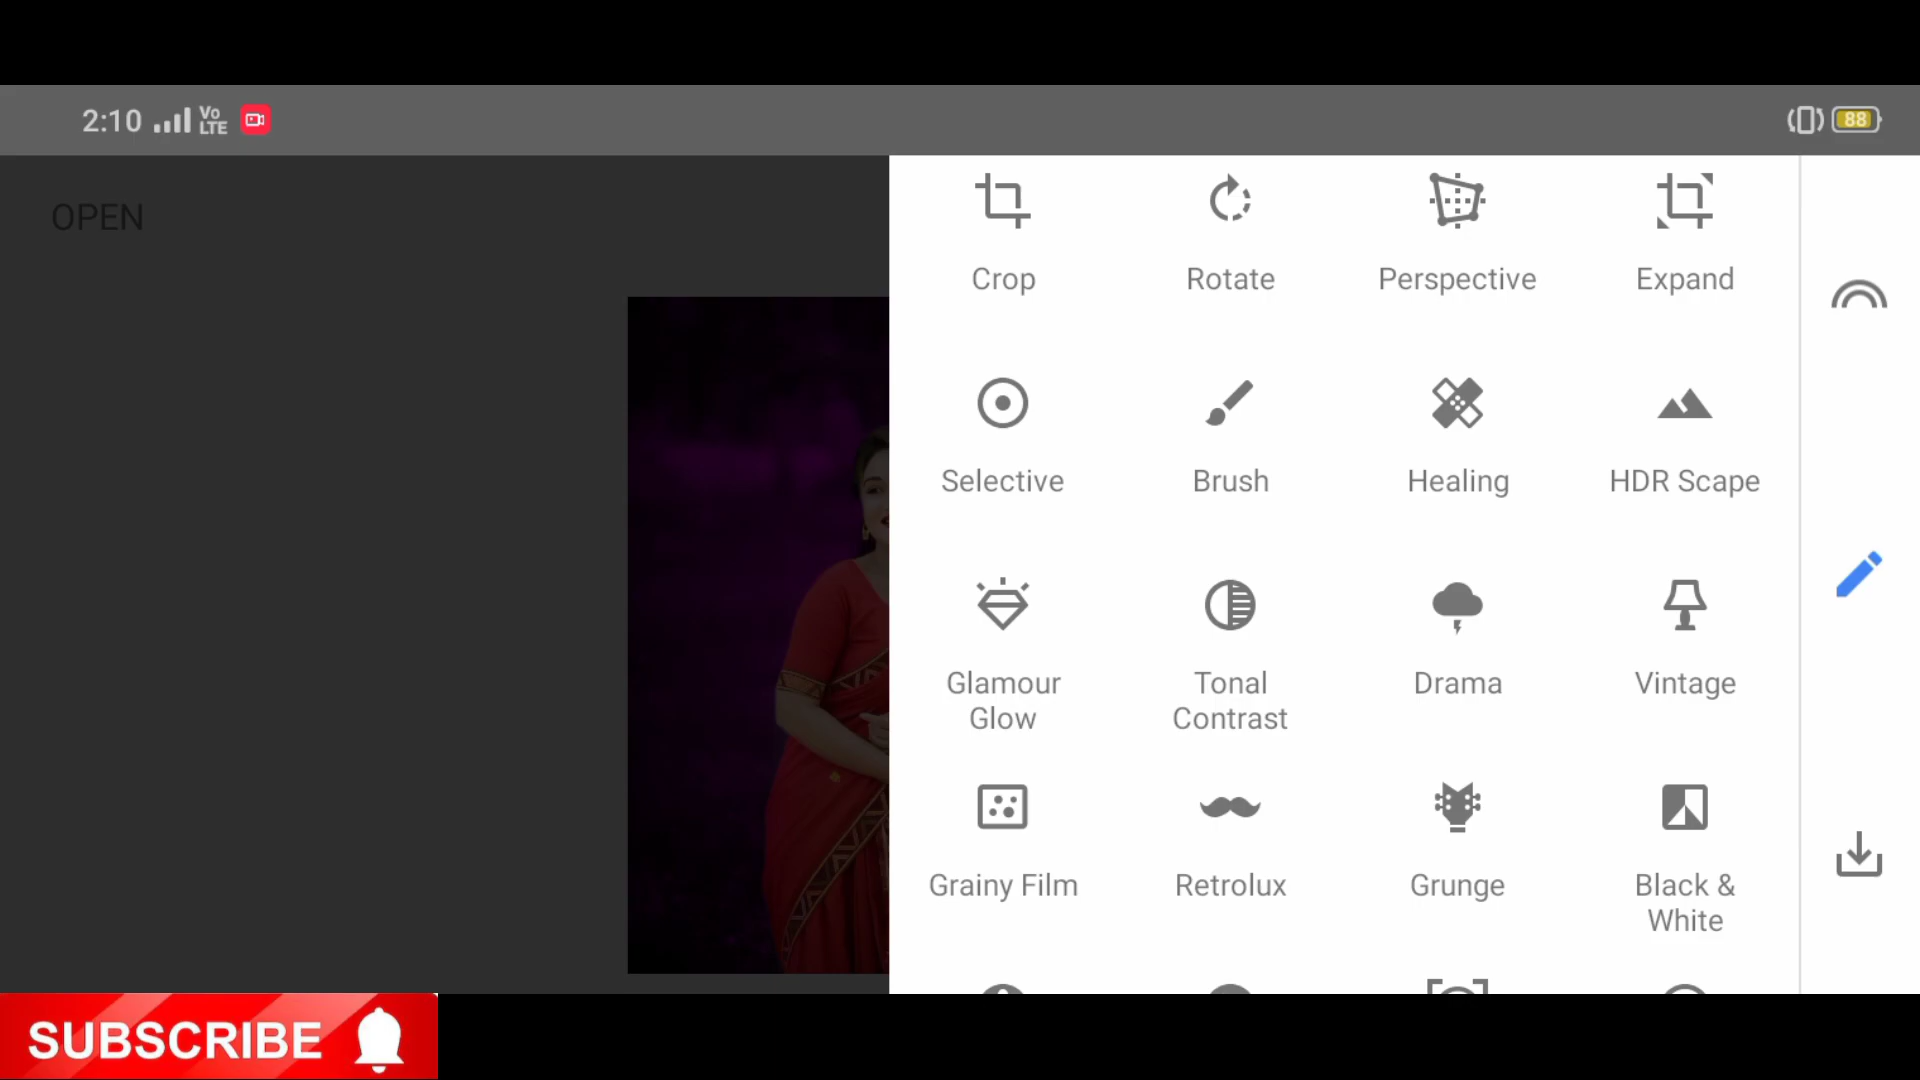 2:10 Vo LTE 88
OPEN
Crop Rotate Perspective Expand
Selective Brush Healing HDR Scape
Glamour Glow Tonal Contrast Drama Vintage
Grainy Film Retrolux Grunge Black & White
SUBSCRIBE